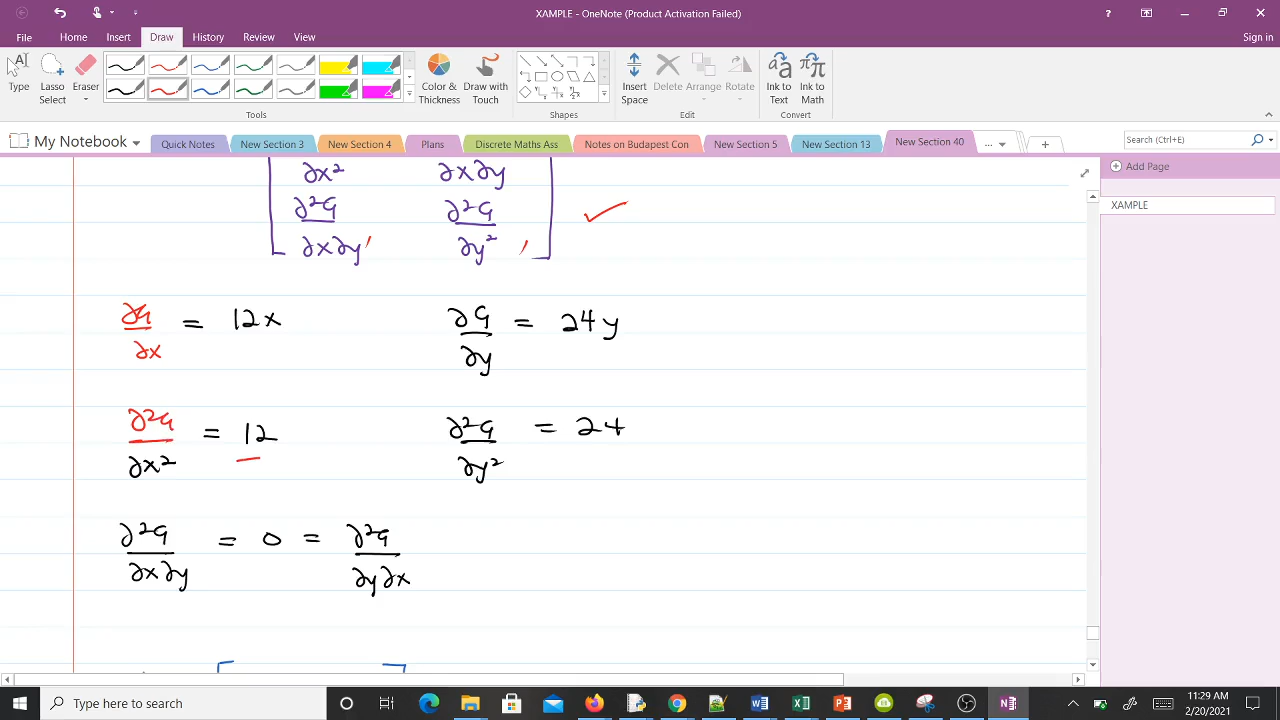 XAMPLE - OneNote (Product Activation Failed)
File Home Insert Draw History Review View Sign in
Type Lasso Select Eraser Color & Thickness Draw with Touch Insert Space Delete Arrange Rotate Ink to Text Ink to Math
Tools Shapes Edit Convert
My Notebook Quick Notes New Section 3 New Section 4 Plans Discrete Maths Ass Notes on Budapest Con New Section 5 New Section 13 New Section 40 ... + Search (Ctrl+E)
Add Page
XAMPLE
∂x² ∂x∂y
∂²G ∂²G
∂x∂y ∂y²
∂G/∂x = 12x ∂G/∂y = 24y
∂²G/∂x² = 12 ∂²G/∂y² = 24
∂²G/∂x∂y = 0 = ∂²G/∂y∂x
Type here to search
11:29 AM
2/20/2021